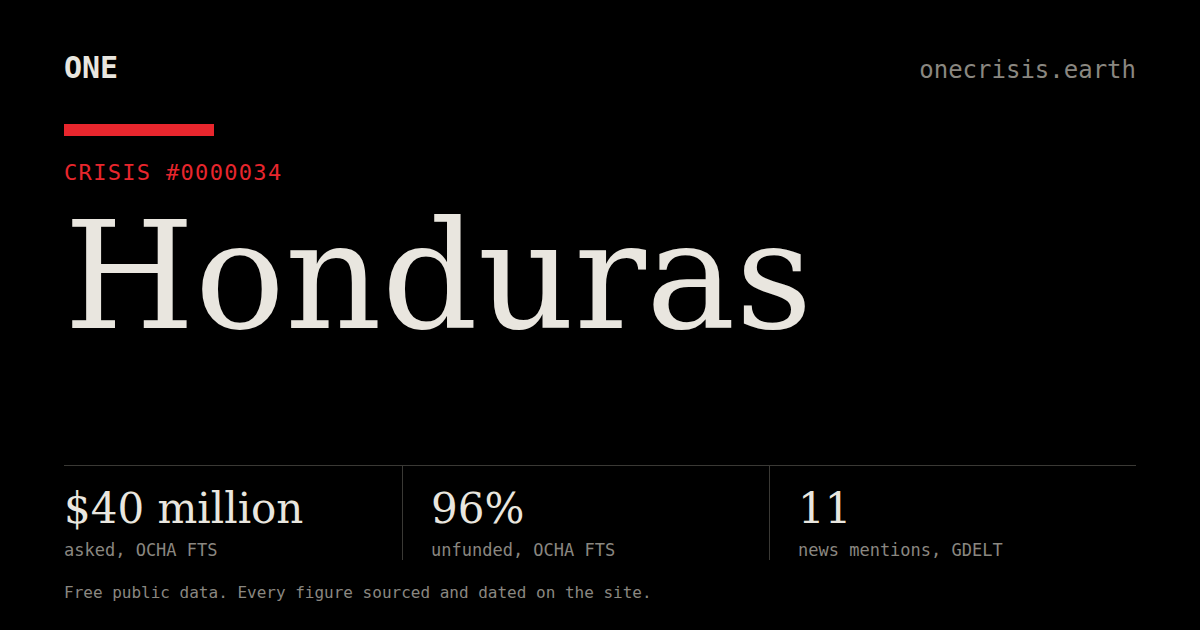 ONE
onecrisis.earth
CRISIS #0000034
Honduras
$40 million
asked, OCHA FTS
96%
unfunded, OCHA FTS
11
news mentions, GDELT
Free public data. Every figure sourced and dated on the site.